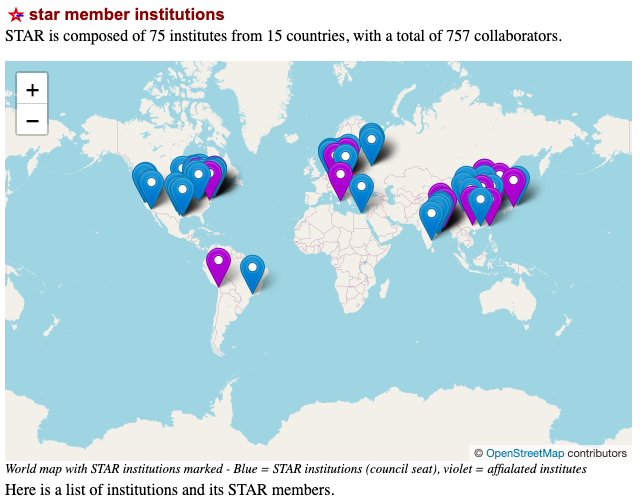 star member institutions
STAR is composed of 75 institutes from 15 countries, with a total of 757 collaborators.
+
−
© OpenStreetMap contributors
World map with STAR institutions marked - Blue = STAR institutions (council seat), violet = affialated institutes
Here is a list of institutions and its STAR members.